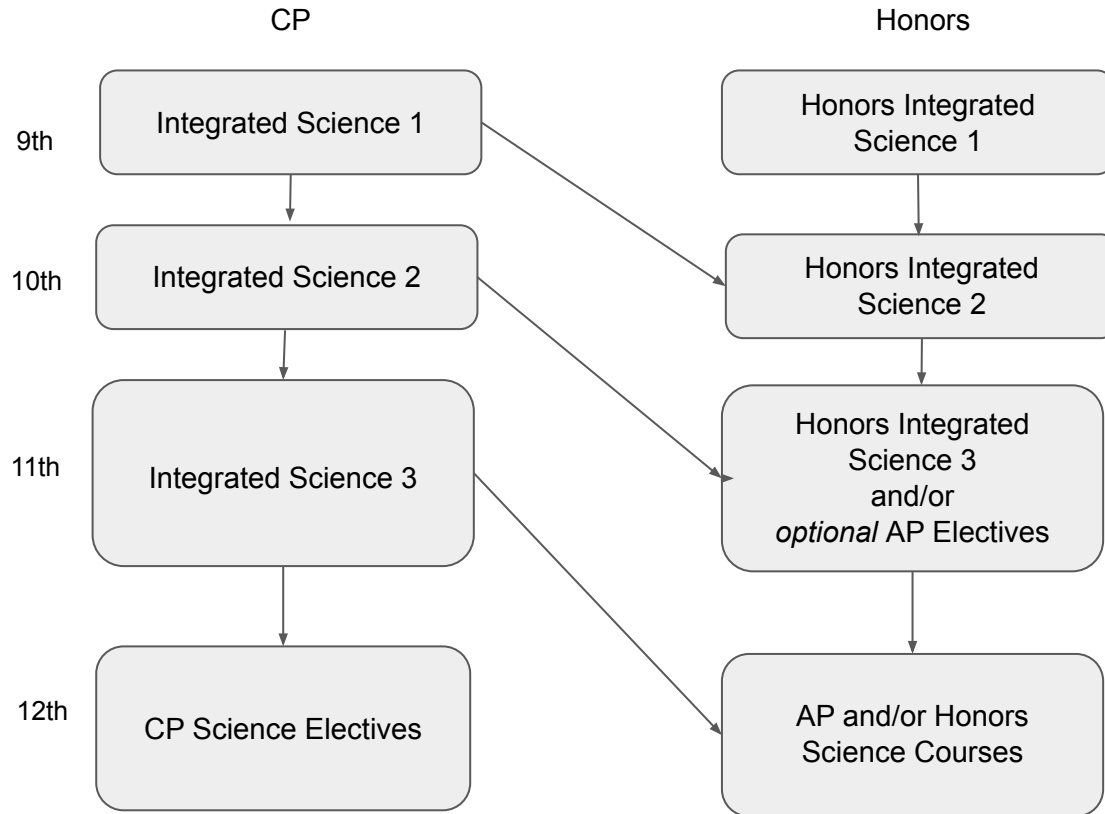 CP
Honors
9th
Integrated Science 1
Honors Integrated
Science 1
10th
Integrated Science 2
Honors Integrated
Science 2
11th
Integrated Science 3
Honors Integrated
Science 3
and/or
optional AP Electives
12th
CP Science Electives
AP and/or Honors
Science Courses